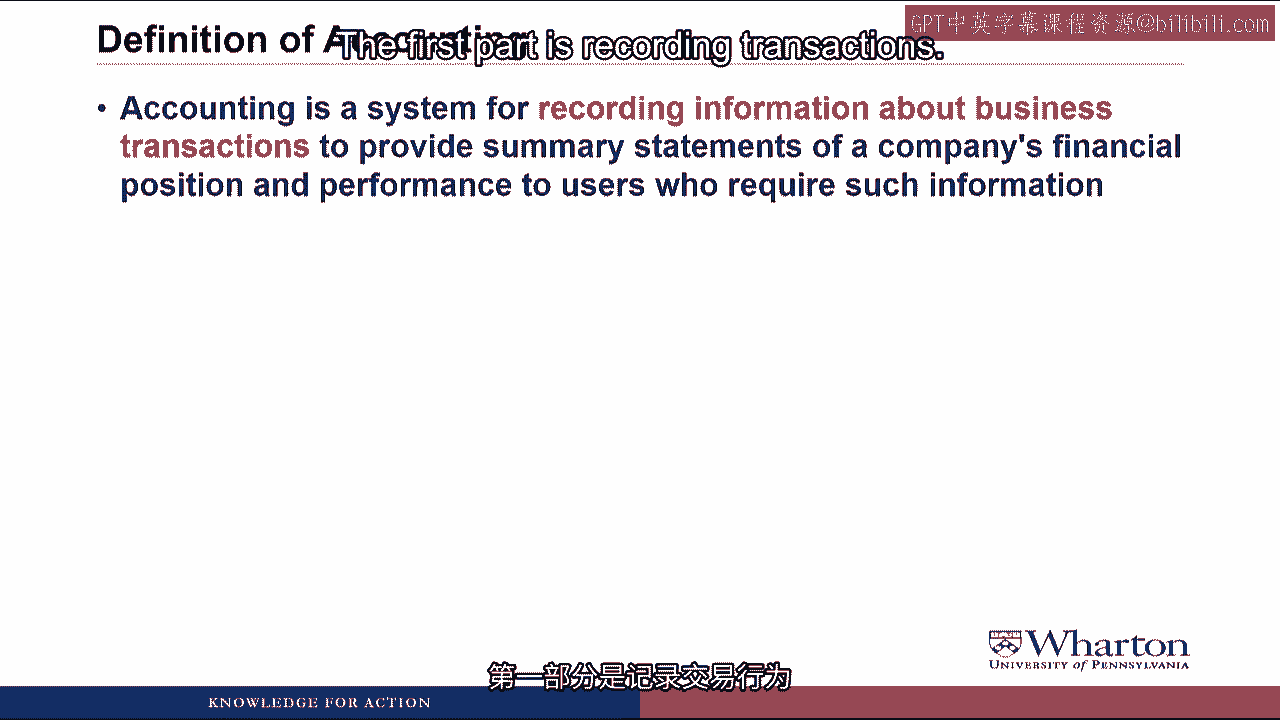 GPT中英字幕课程资源@bilibili.com
Definition of Accounting
The first part is recording transactions.
• Accounting is a system for recording information about business
transactions to provide summary statements of a company's financial
position and performance to users who require such information
Wharton
UNIVERSITY of PENNSYLVANIA
第一部分是记录交易行为
KNOWLEDGE FOR ACTION